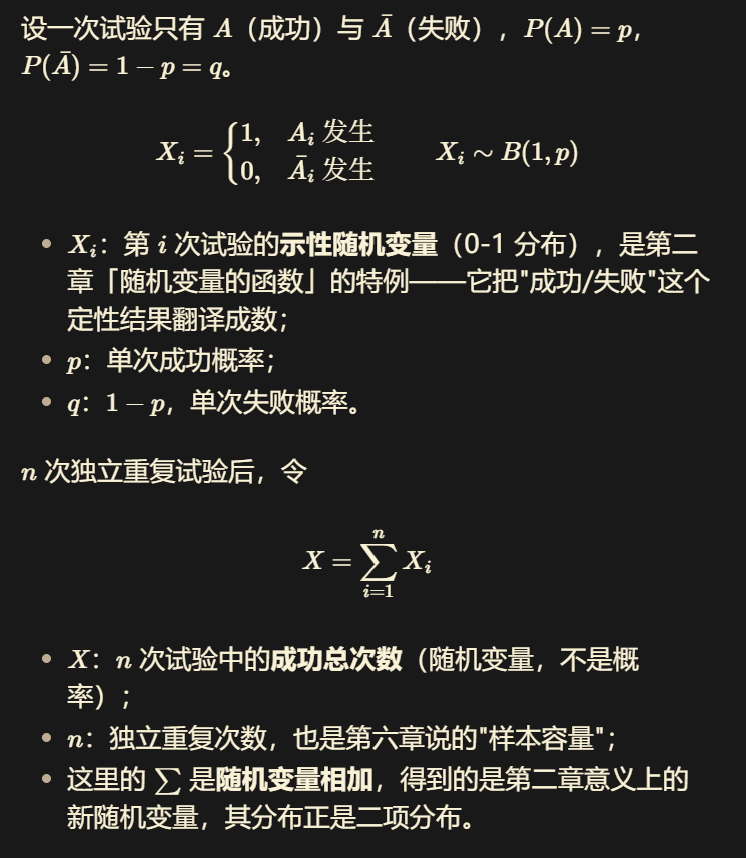 设一次试验只有 A（成功）与 Ā（失败），P(A) = p，
P(Ā) = 1 − p = q。
X_i = { 1, A_i 发生
0, Ā_i 发生 X_i ∼ B(1, p)
• X_i：第 i 次试验的示性随机变量（0-1 分布），是第二
章「随机变量的函数」的特例——它把"成功/失败"这个
定性结果翻译成数；
• p：单次成功概率；
• q：1 − p，单次失败概率。
n 次独立重复试验后，令
X = ∑_{i=1}^{n} X_i
• X：n 次试验中的成功总次数（随机变量，不是概
率）；
• n：独立重复次数，也是第六章说的"样本容量"；
• 这里的 ∑ 是随机变量相加，得到的是第二章意义上的
新随机变量，其分布正是二项分布。